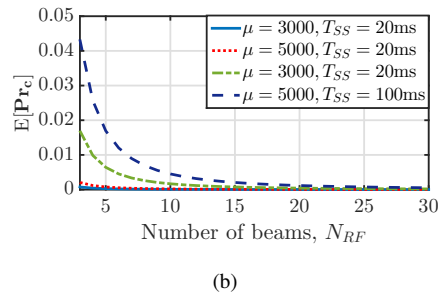 0.05
0.04
0.03
0.02
0.01
0
E[Pr_c]
μ = 3000, T_SS = 20ms
μ = 5000, T_SS = 20ms
μ = 3000, T_SS = 20ms
μ = 5000, T_SS = 100ms
5 10 15 20 25 30
Number of beams, N_RF
(b)